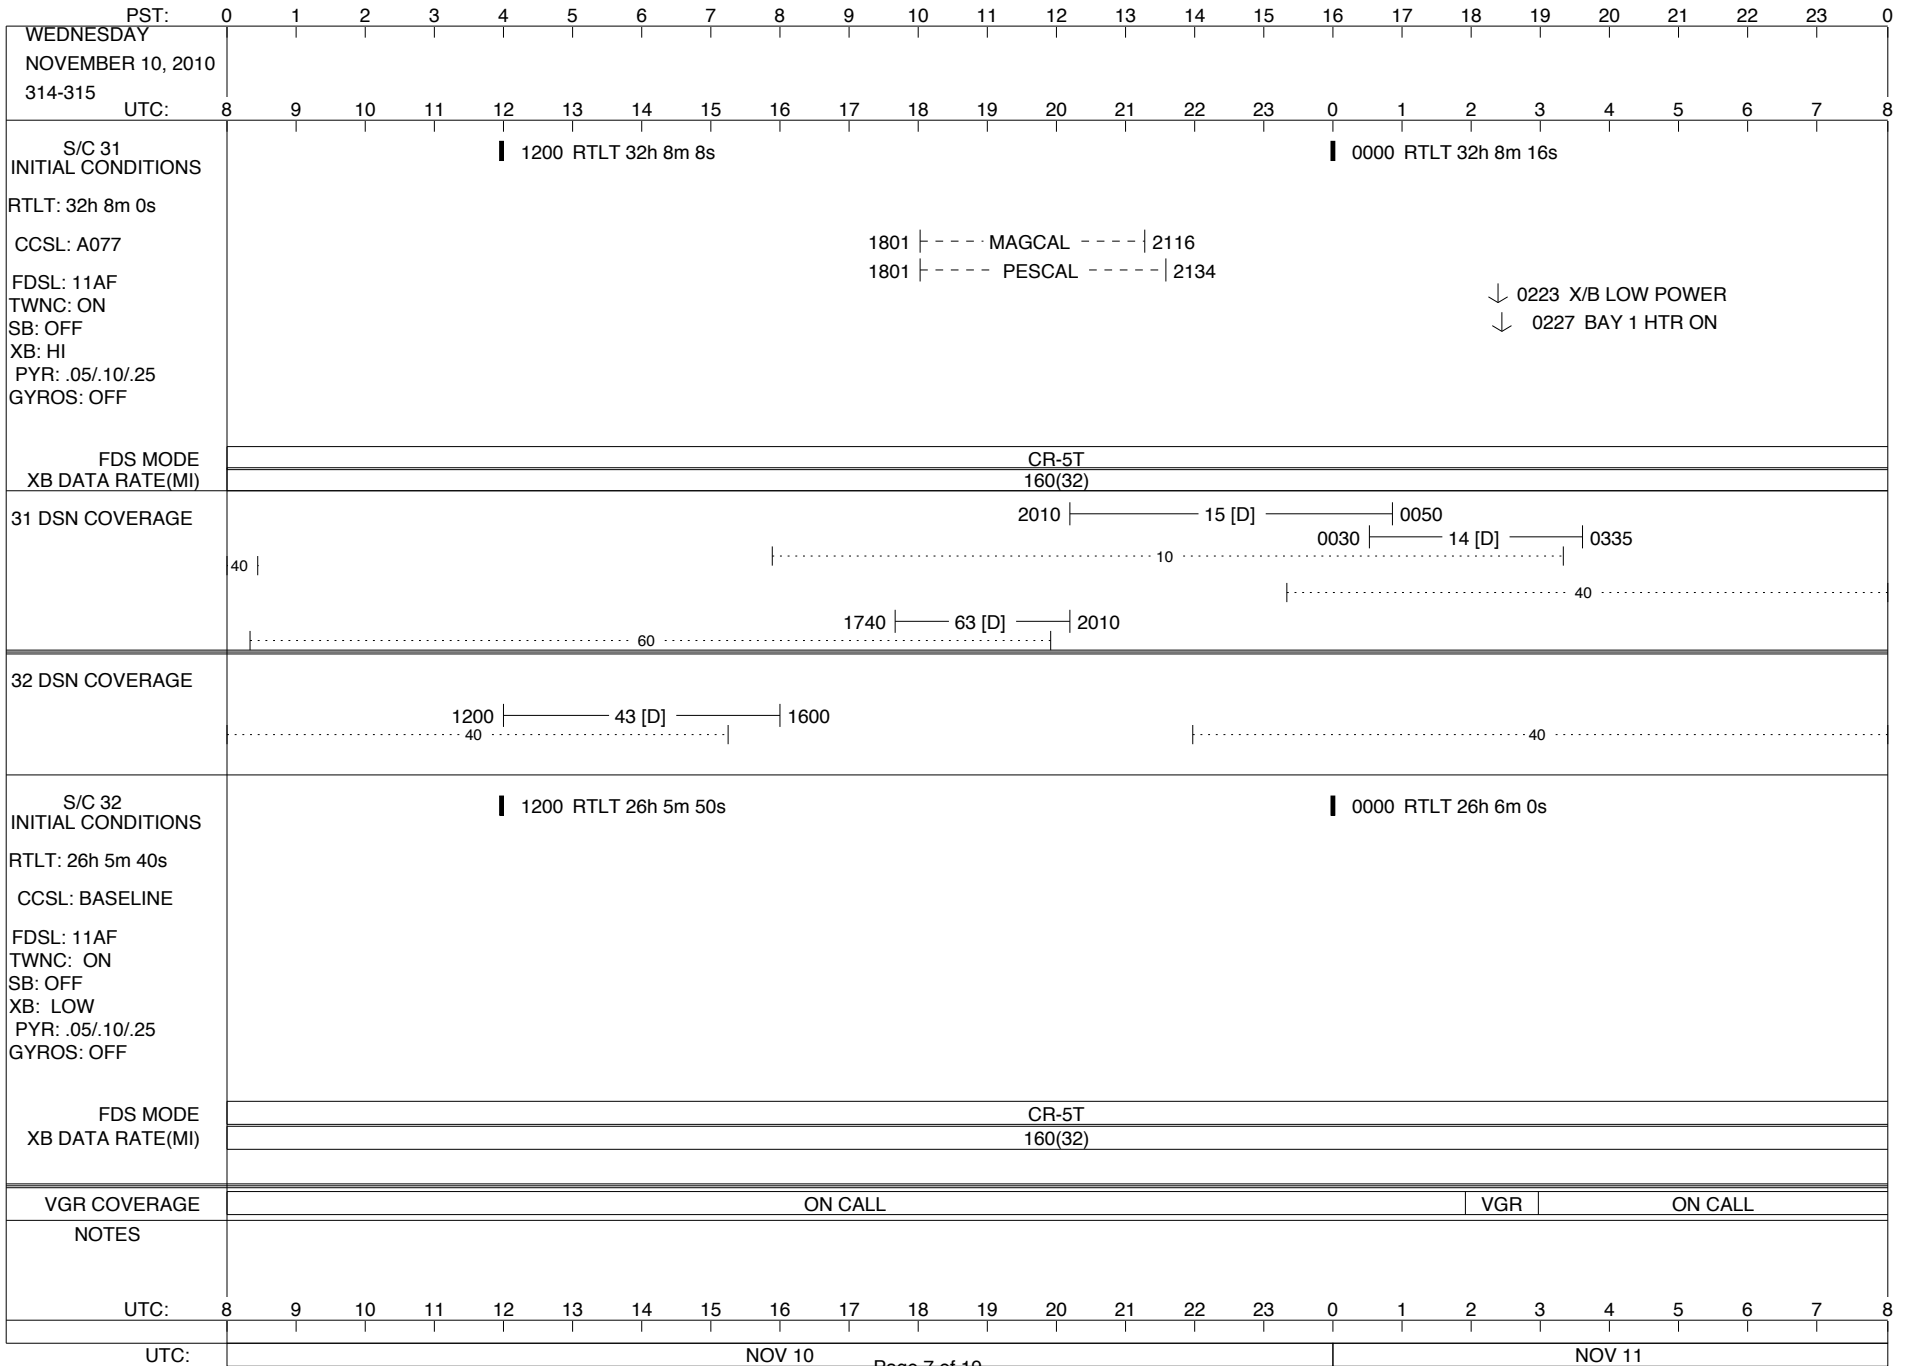 PST: 0 1 2 3 4 5 6 7 8 9 10 11 12 13 14 15 16 17 18 19 20 21 22 23 0
WEDNESDAY
NOVEMBER 10, 2010
314-315
UTC: 8 9 10 11 12 13 14 15 16 17 18 19 20 21 22 23 0 1 2 3 4 5 6 7 8
S/C 31
INITIAL CONDITIONS
1200 RTLT 32h 8m 8s
0000 RTLT 32h 8m 16s
RTLT: 32h 8m 0s
CCSL: A077
1801 MAGCAL 2116
1801 PESCAL 2134
FDSL: 11AF
0223 X/B LOW POWER
TWNC: ON
0227 BAY 1 HTR ON
SB: OFF
XB: HI
PYR: .05/.10/.25
GYROS: OFF
FDS MODE CR-5T
XB DATA RATE(MI) 160(32)
31 DSN COVERAGE
2010 15 [D] 0050
0030 14 [D] 0335
10
40
40
1740 63 [D] 2010
60
32 DSN COVERAGE
1200 43 [D] 1600
40 40
S/C 32
INITIAL CONDITIONS
1200 RTLT 26h 5m 50s
0000 RTLT 26h 6m 0s
RTLT: 26h 5m 40s
CCSL: BASELINE
FDSL: 11AF
TWNC: ON
SB: OFF
XB: LOW
PYR: .05/.10/.25
GYROS: OFF
FDS MODE CR-5T
XB DATA RATE(MI) 160(32)
VGR COVERAGE ON CALL VGR ON CALL
NOTES
UTC: 8 9 10 11 12 13 14 15 16 17 18 19 20 21 22 23 0 1 2 3 4 5 6 7 8
UTC: NOV 10 NOV 11
Page 7 of 19